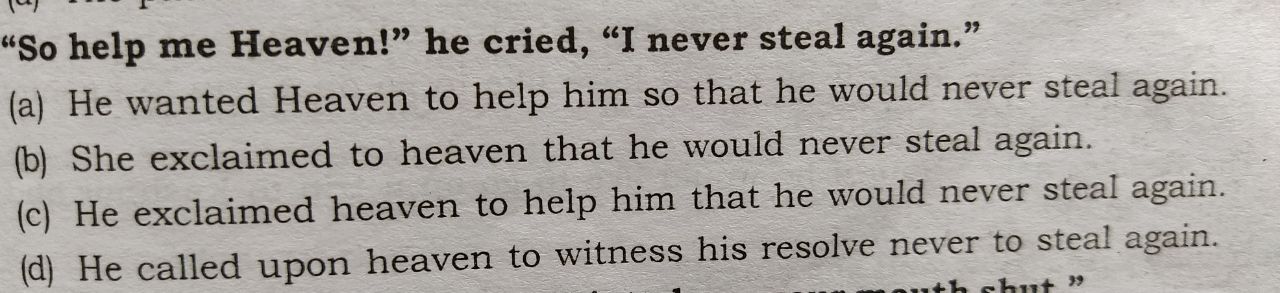 “So help me Heaven!” he cried, “I never steal again.”
(a) He wanted Heaven to help him so that he would never steal again.
(b) She exclaimed to heaven that he would never steal again.
(c) He exclaimed heaven to help him that he would never steal again.
(d) He called upon heaven to witness his resolve never to steal again.
mouth shut.”